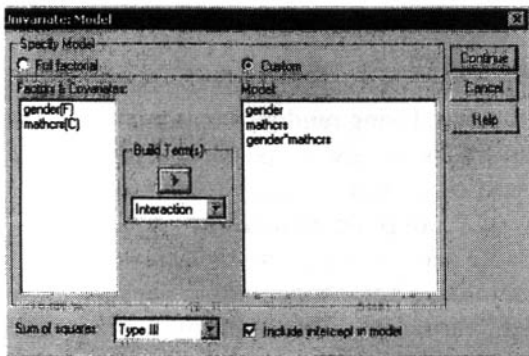 Univariate: Model
Specify Model
Full factorial
Custom
Continue
Cancel
Help
Factors & Covariates:
gender(F)
mathcrs(C)
Build Term(s)
Interaction
Model:
gender
mathcrs
gender*mathcrs
Sum of squares:
Type III
Include intercept in model